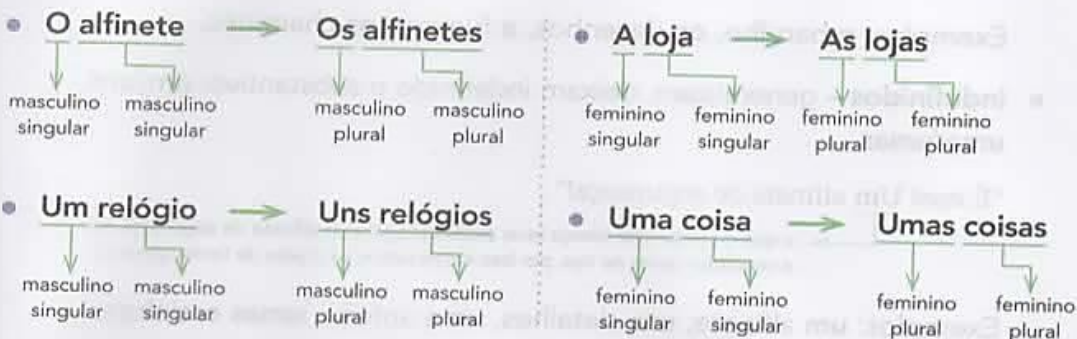 • O alfinete → Os alfinetes
masculino singular masculino singular masculino plural masculino plural
• A loja → As lojas
feminino singular feminino singular feminino plural feminino plural
• Um relógio → Uns relógios
masculino singular masculino singular masculino plural masculino plural
• Uma coisa → Umas coisas
feminino singular feminino singular feminino plural feminino plural